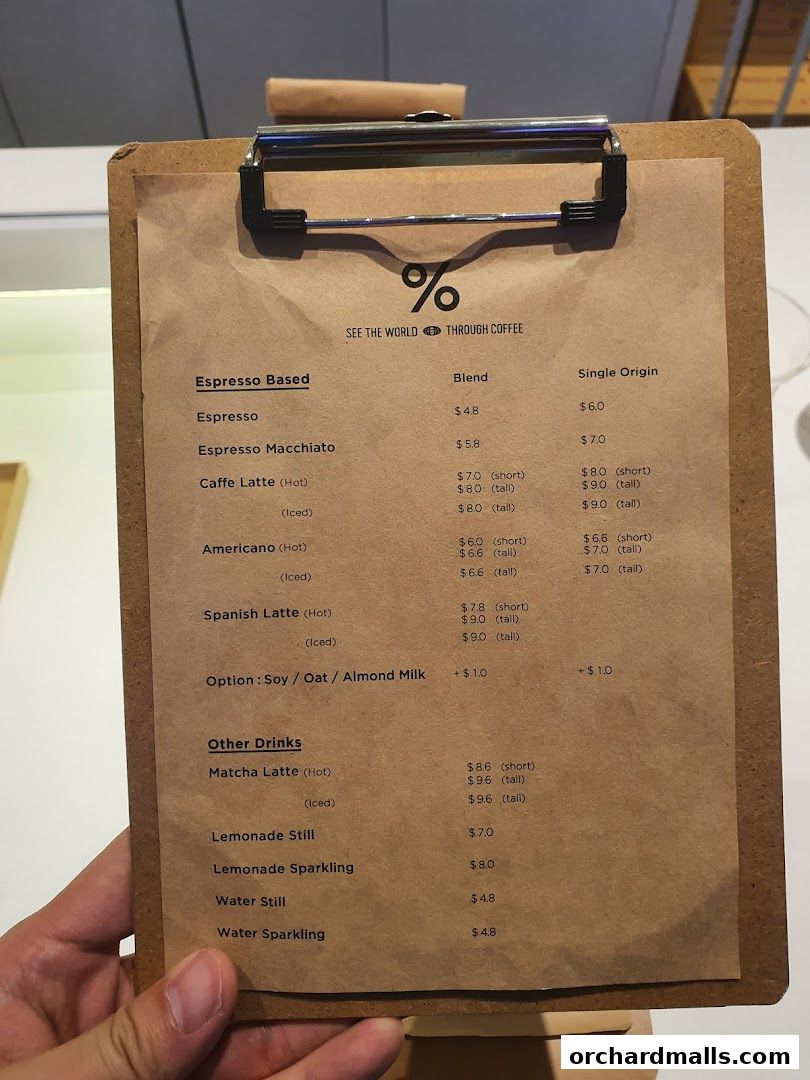 %
SEE THE WORLD THROUGH COFFEE
Espresso Based Blend Single Origin
Espresso $4.8 $6.0
Espresso Macchiato $5.8 $7.0
Caffe Latte (Hot) $7.0 (short) $8.0 (short)
$8.0 (tall) $9.0 (tall)
(Iced) $8.0 (tall) $9.0 (tall)
Americano (Hot) $6.0 (short) $6.6 (short)
$6.6 (tall) $7.0 (tall)
(Iced) $6.6 (tall) $7.0 (tall)
Spanish Latte (Hot) $7.8 (short)
$9.0 (tall)
(Iced) $9.0 (tall)
Option : Soy / Oat / Almond Milk + $1.0 + $1.0
Other Drinks
Matcha Latte (Hot) $8.6 (short)
$9.6 (tall)
(Iced) $9.6 (tall)
Lemonade Still $7.0
Lemonade Sparkling $8.0
Water Still $4.8
Water Sparkling $4.8
orchardmalls.com